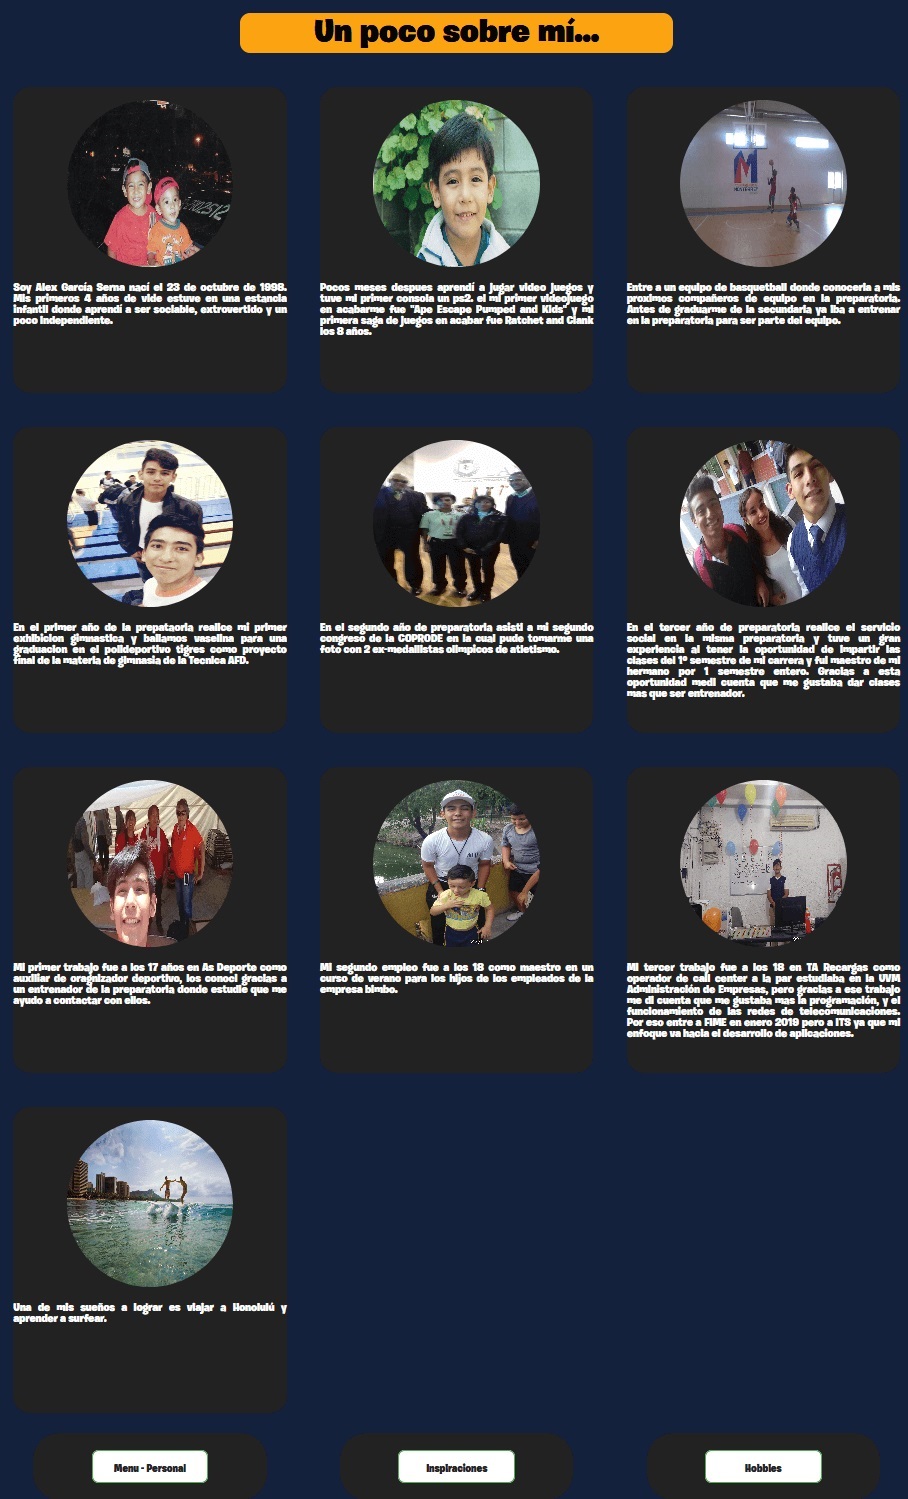 Un poco sobre mí...
Soy Alex García Serna nací el 23 de octubre de 1998.
Mis primeros 4 años de vide estuve en una estancia
infantil donde aprendí a ser sociable, extrovertido y un
poco independiente.
Pocos meses despues aprendí a jugar video juegos y
tuve mi primer consola un ps2. el mi primer videojuego
en acabarme fue "Ape Escape Pumped and Kids" y mi
primera saga de juegos en acabar fue Ratchet and Clank
los 8 años.
Entre a un equipo de basquetball donde conocería a mis
proximos compañeros de equipo en la preparatoria.
Antes de graduarme de la secundaria ya iba a entrenar
en la preparatoria para ser parte del equipo.
En el primer año de la prepataoria realice mi primer
exhibicion gimnastica y bailamos vaselina para una
graduacion en el polideportivo tigres como proyecto
final de la materia de gimnasia de la Tecnica AFD.
En el segundo año de preparatoria asisti a mi segundo
congreso de la COPRODE en la cual pude tomarme una
foto con 2 ex-medallistas olimpicos de atletismo.
En el tercer año de preparatoria realice el servicio
social en la misma preparatoria y tuve un gran
experiencia al tener la oportunidad de impartir las
clases del 1º semestre de mi carrera y fui maestro de mi
hermano por 1 semestre entero. Gracias a esta
oportunidad medi cuenta que me gustaba dar clases
mas que ser entrenador.
Mi primer trabajo fue a los 17 años en As Deporte como
auxiliar de oragnizador deportivo, los conoci gracias a
un entrenador de la preparatoria donde estudie que me
ayudo a contactar con ellos.
Mi segundo empleo fue a los 18 como maestro en un
curso de verano para los hijos de los empleados de la
empresa bimbo.
Mi tercer trabajo fue a los 18 en TA Recargas como
operador de call center a la par estudiaba en la UVM
Administración de Empresas, pero gracias a ese trabajo
me di cuenta que me gustaba mas la programación, y el
funcionamiento de las redes de telecomunicaciones.
Por eso entre a FIME en enero 2019 pero a ITS ya que mi
enfoque va hacia el desarrollo de aplicaciones.
Una de mis sueños a lograr es viajar a Honolulú y
aprender a surfear.
Menu - Personal
Inspiraciones
Hobbies